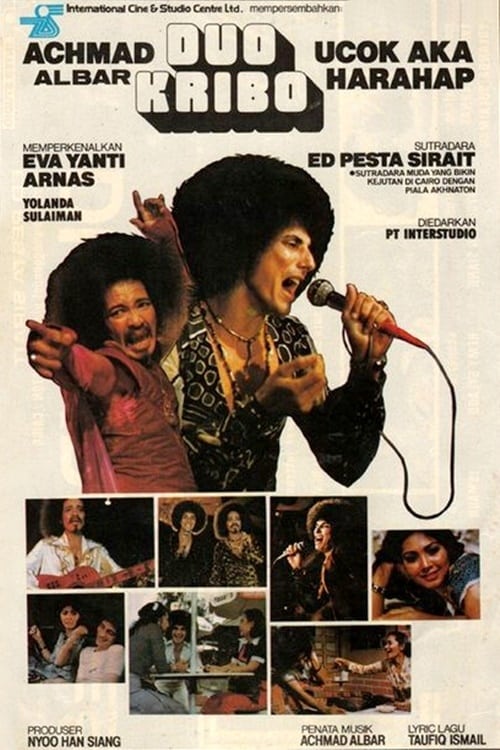 International Cine & Studio Centre Ltd. mempersembahkan:
ACHMAD
ALBAR
DUO
KRIBO
UCOK AKA
HARAHAP
MEMPERKENALKAN
EVA YANTI
ARNAS
YOLANDA
SULAIMAN
SUTRADARA
ED PESTA SIRAIT
•SUTRADARA MUDA YANG BIKIN
KEJUTAN DI CAIRO DENGAN
PIALA AKHNATON
DIEDARKAN
PT INTERSTUDIO
PRODUSER
NYOO HAN SIANG
PENATA MUSIK
ACHMAD ALBAR
LYRIC LAGU
TAUFIQ ISMAIL